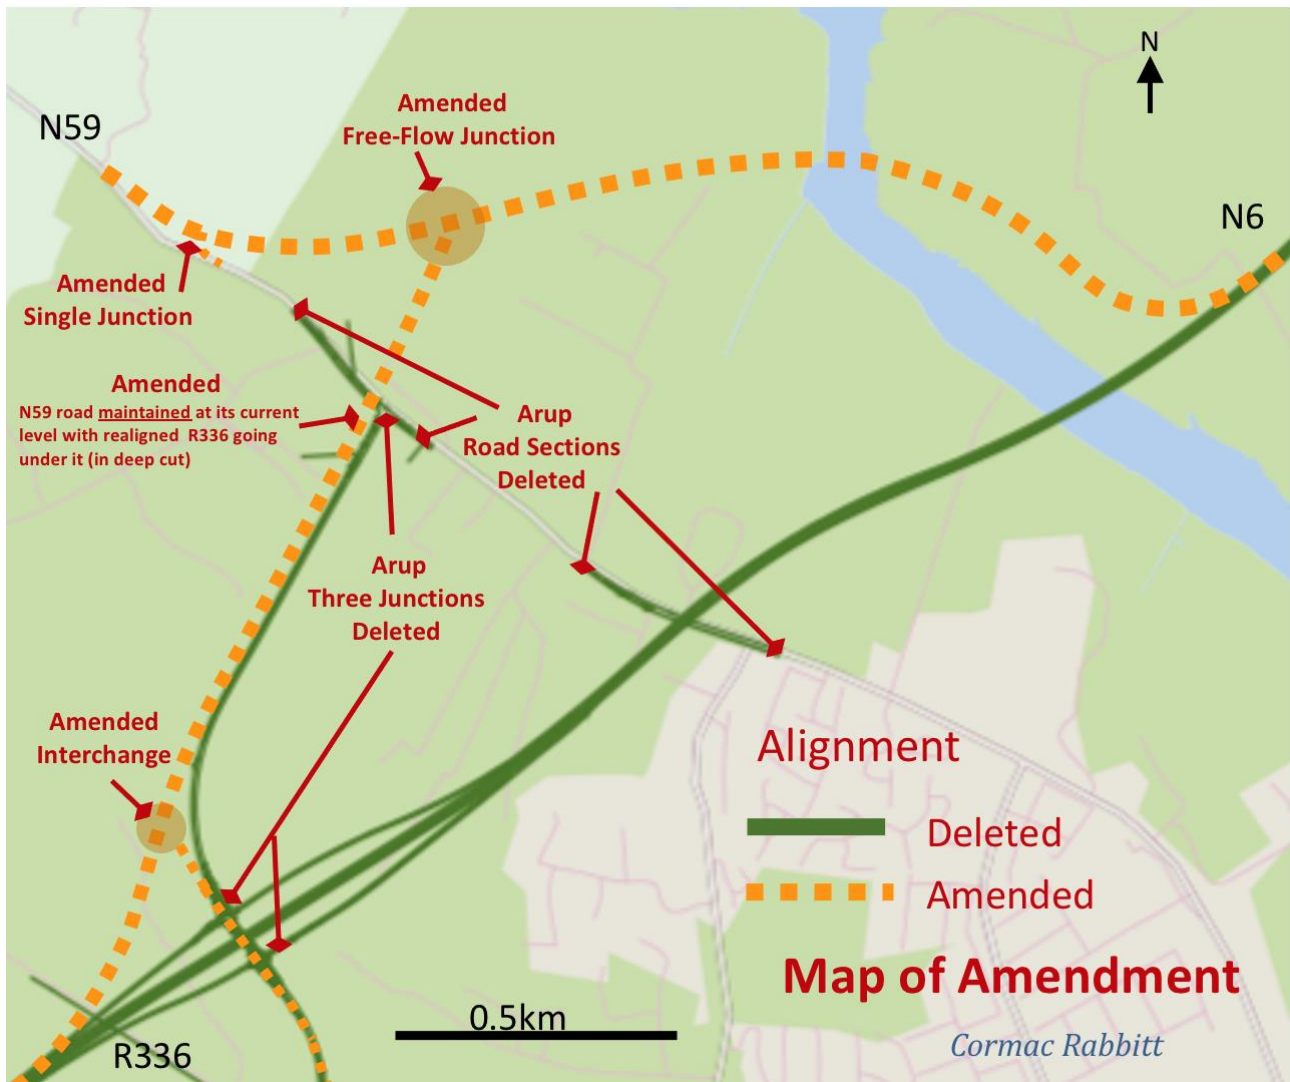 N
Amended
Free-Flow Junction
N59
N6
Amended
Single Junction
Amended
N59 road maintained at its current
level with realigned R336 going
under it (in deep cut)
Arup
Road Sections
Deleted
Arup
Three Junctions
Deleted
Amended
Interchange
Alignment
Deleted
Amended
Map of Amendment
0.5km
Cormac Rabbitt
R336